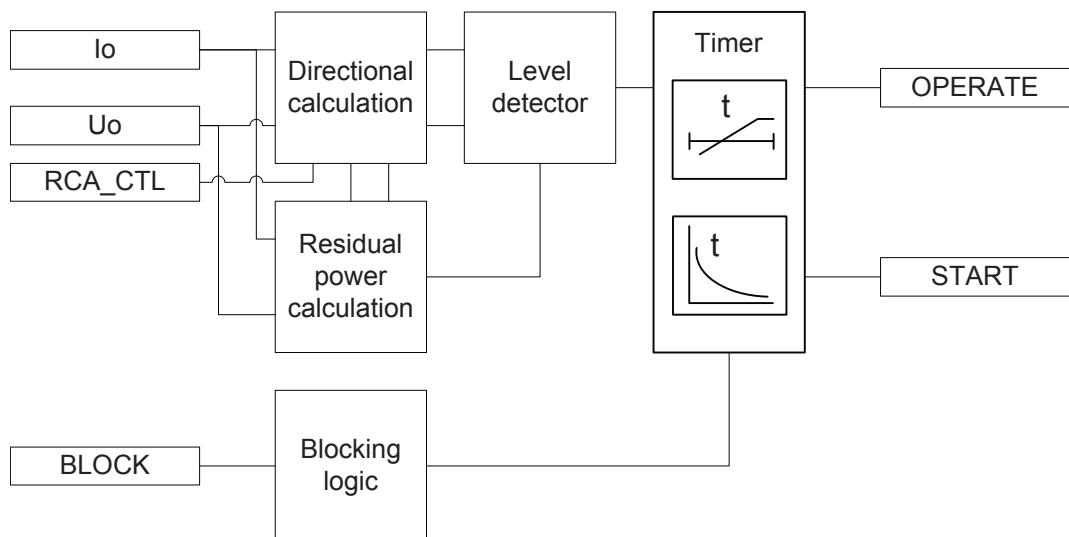 Io
Uo
RCA_CTL
Directional
calculation
Level
detector
Residual
power
calculation
Timer
t
t
OPERATE
START
BLOCK
Blocking
logic